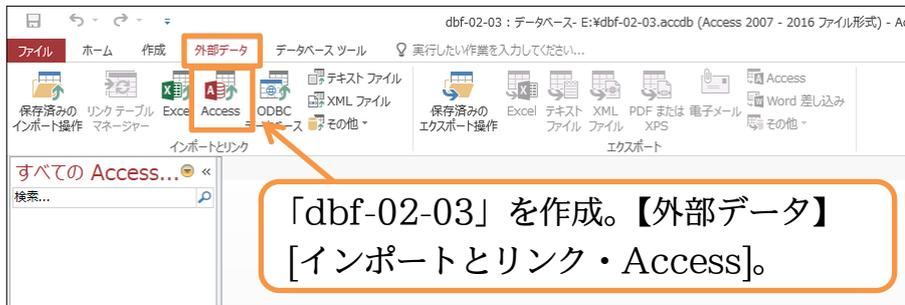 dbf-02-03 : データベース- E:¥dbf-02-03.accdb (Access 2007 - 2016 ファイル形式) - Ac
ファイル ホーム 作成 外部データ データベース ツール 実行したい作業を入力してください...
保存済みの
インポート操作
リンク テーブル
マネージャー
Excel
Access
ODBC
データベース
テキスト ファイル
XML ファイル
その他
インポートとリンク
保存済みの
エクスポート操作
Excel
テキスト
ファイル
XML
ファイル
PDF または
XPS
電子メール
Access
Word 差し込み
その他
エクスポート
すべての Access... «
検索...
「dbf-02-03」を作成。【外部データ】
[インポートとリンク・Access]。